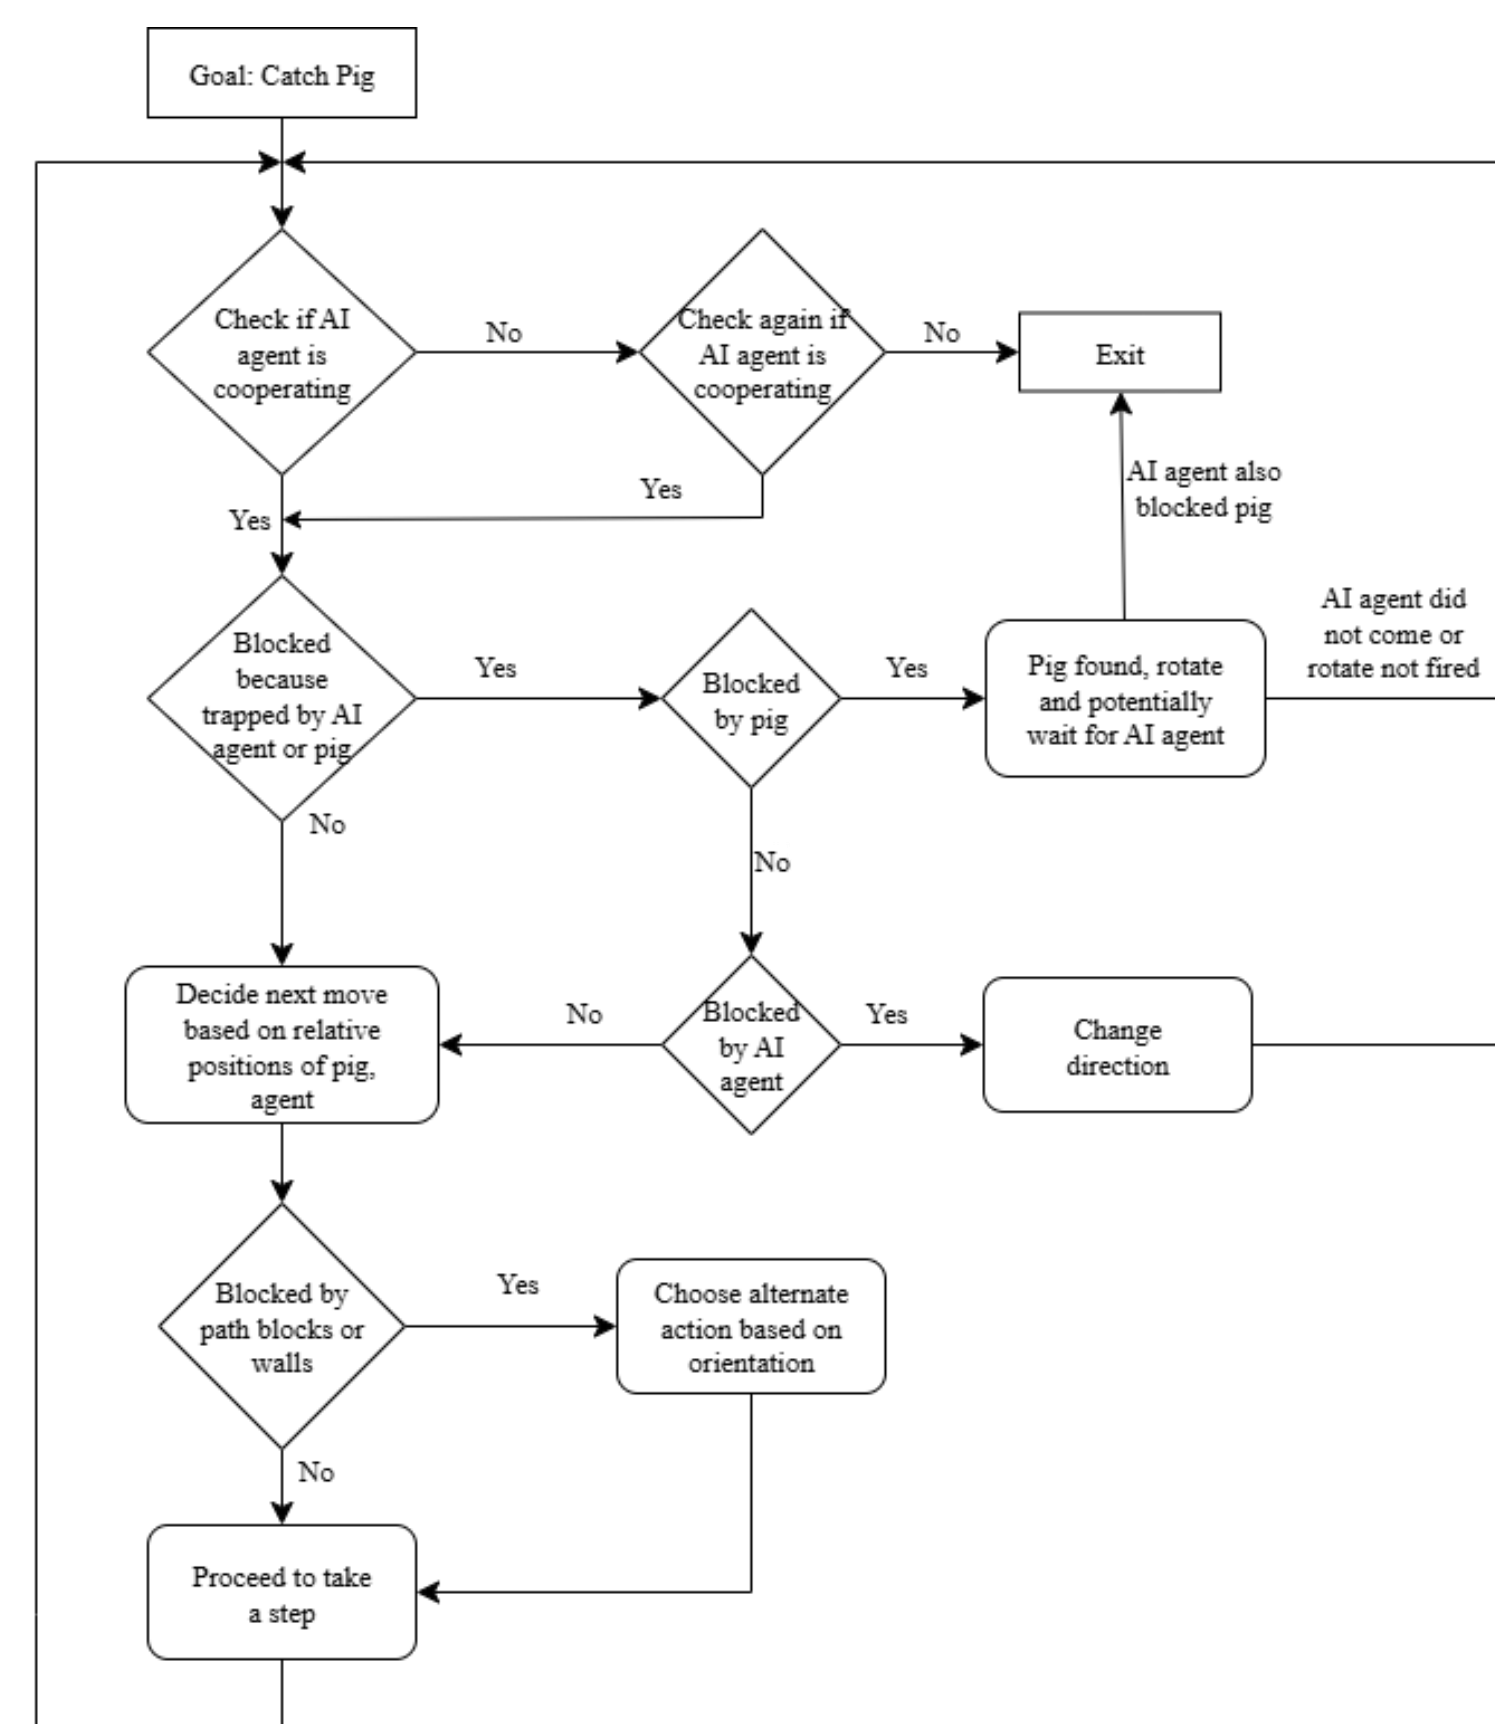 Goal: Catch Pig
Check if AI
agent is
cooperating
No
Check again if
AI agent is
cooperating
No
Exit
Yes
Yes
AI agent also
blocked pig
Blocked
because
trapped by AI
agent or pig
Yes
Blocked
by pig
Yes
Pig found, rotate
and potentially
wait for AI agent
AI agent did
not come or
rotate not fired
No
No
Decide next move
based on relative
positions of pig,
agent
No
Blocked
by AI
agent
Yes
Change
direction
Blocked by
path blocks or
walls
Yes
Choose alternate
action based on
orientation
No
Proceed to take
a step